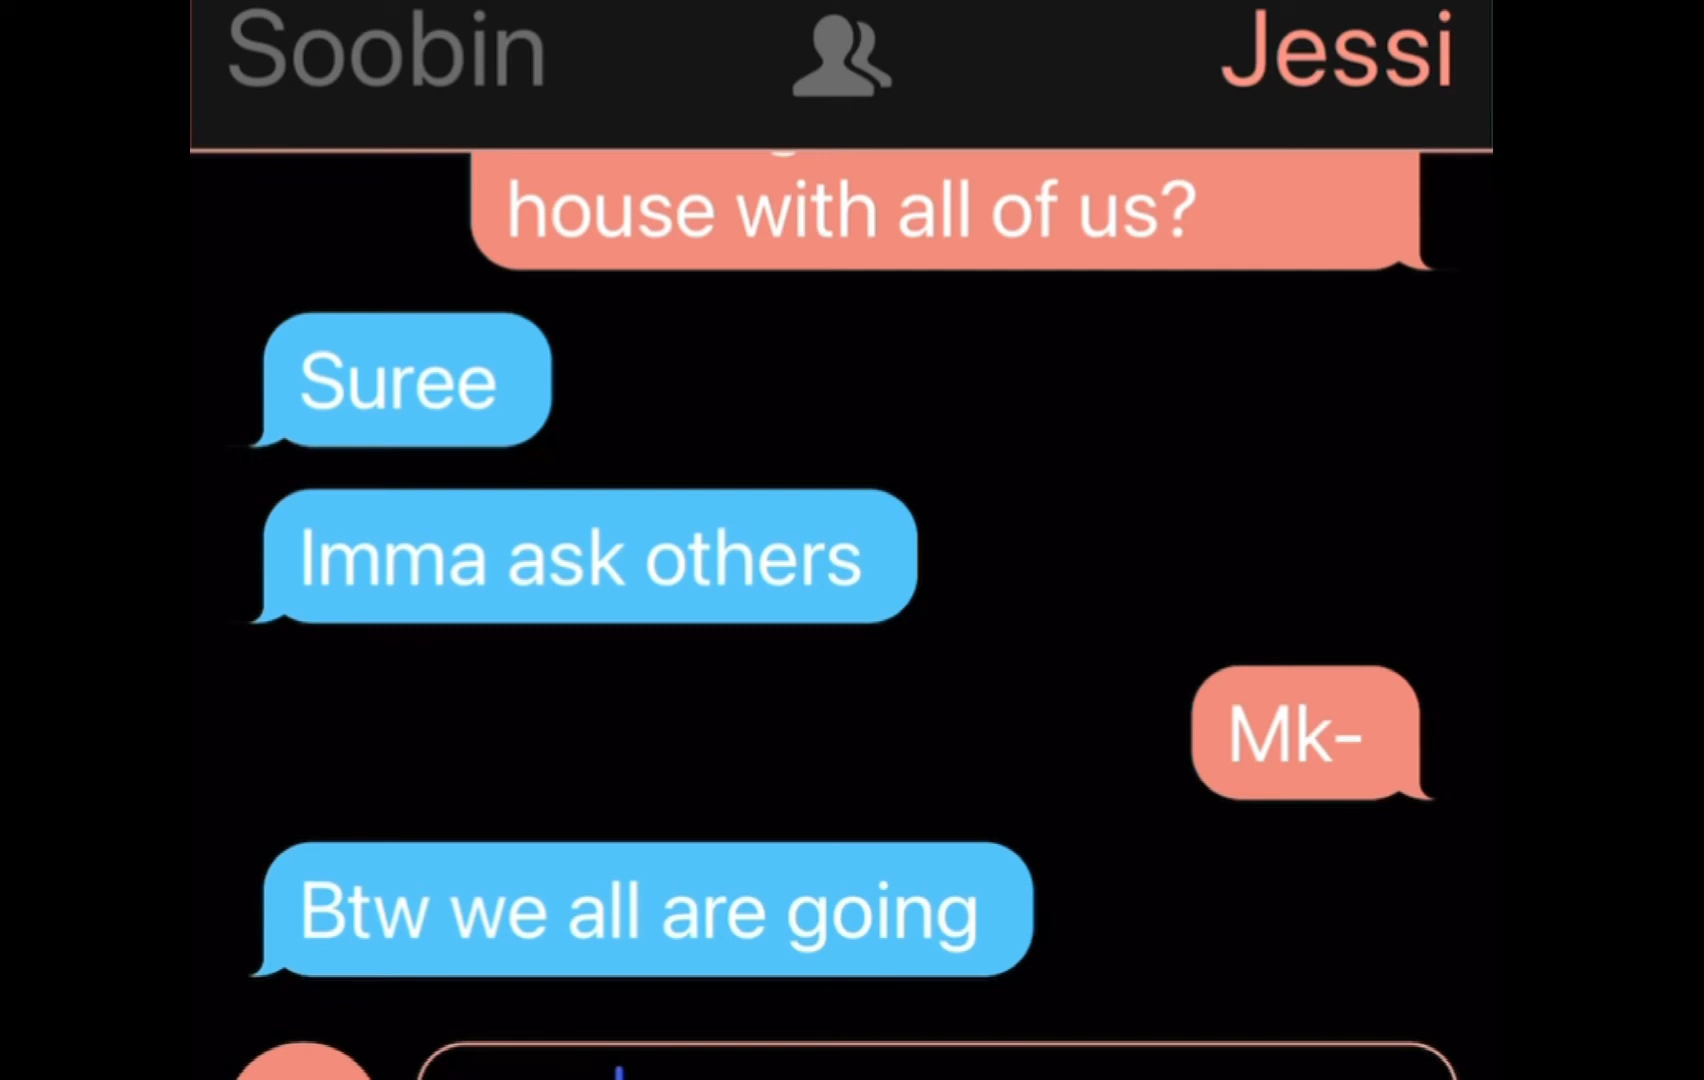 Soobin
Jessi
house with all of us?
Suree
Imma ask others
Mk-
Btw we all are going